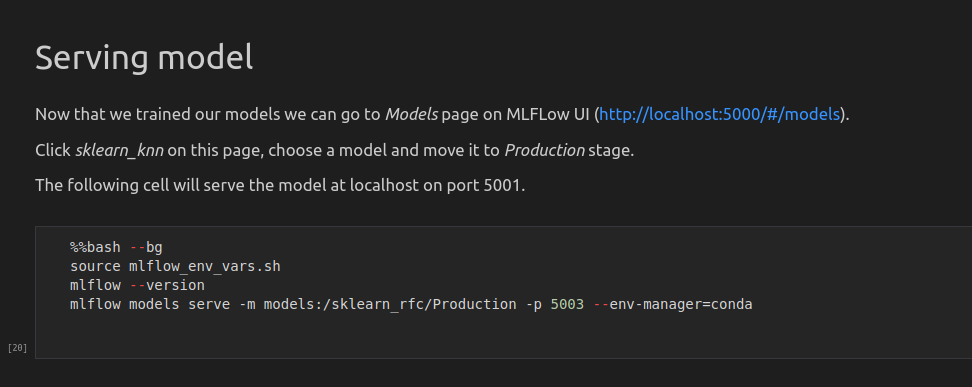 Serving model
Now that we trained our models we can go to Models page on MLFLow UI (http://localhost:5000/#/models).
Click sklearn_knn on this page, choose a model and move it to Production stage.
The following cell will serve the model at localhost on port 5001.
%%bash --bg
source mlflow_env_vars.sh
mlflow --version
mlflow models serve -m models:/sklearn_rfc/Production -p 5003 --env-manager=conda
[20]